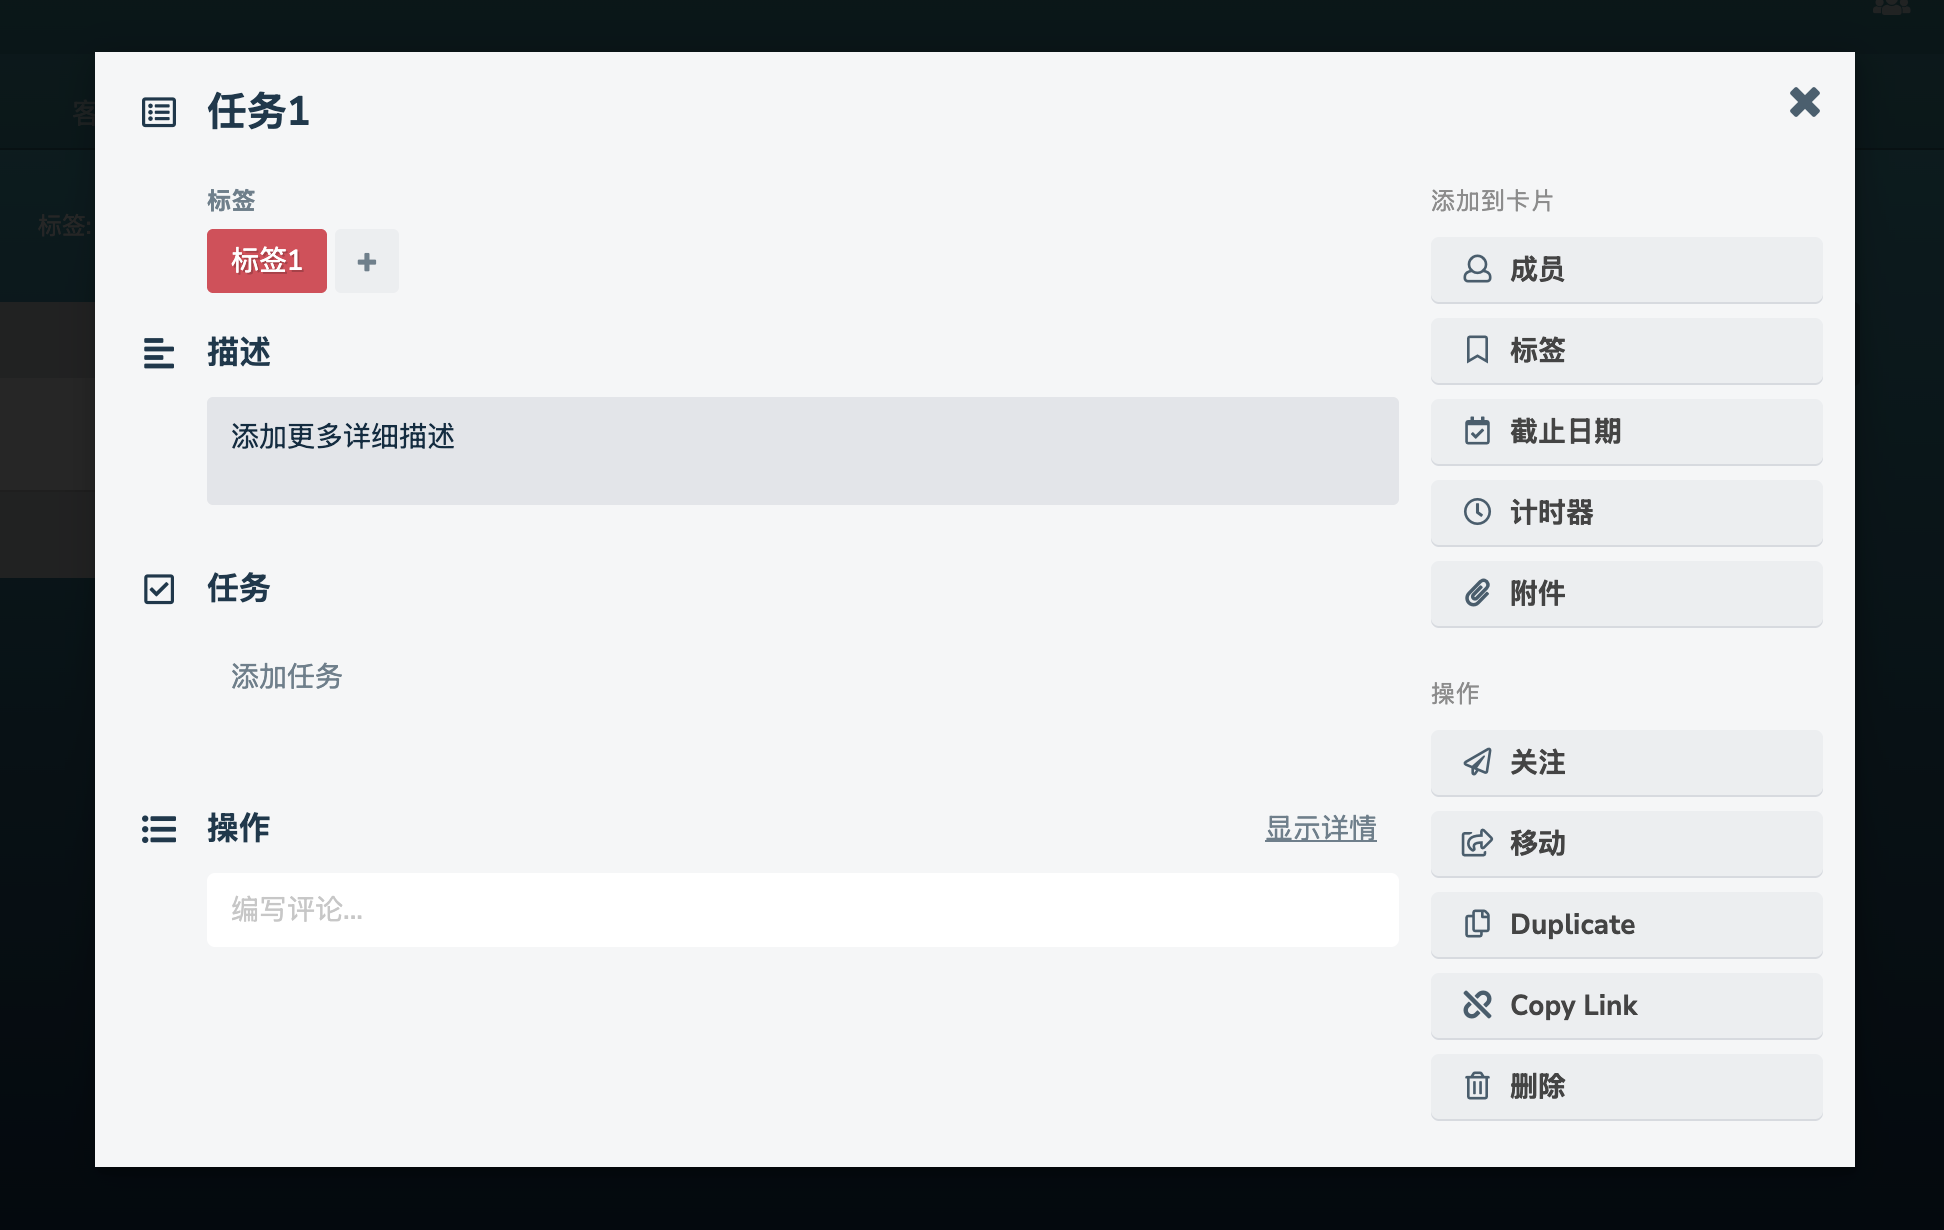 任务1
标签
标签1
描述
添加更多详细描述
任务
添加任务
操作
显示详情
编写评论...
添加到卡片
成员
标签
截止日期
计时器
附件
操作
关注
移动
Duplicate
Copy Link
删除
客
标签: